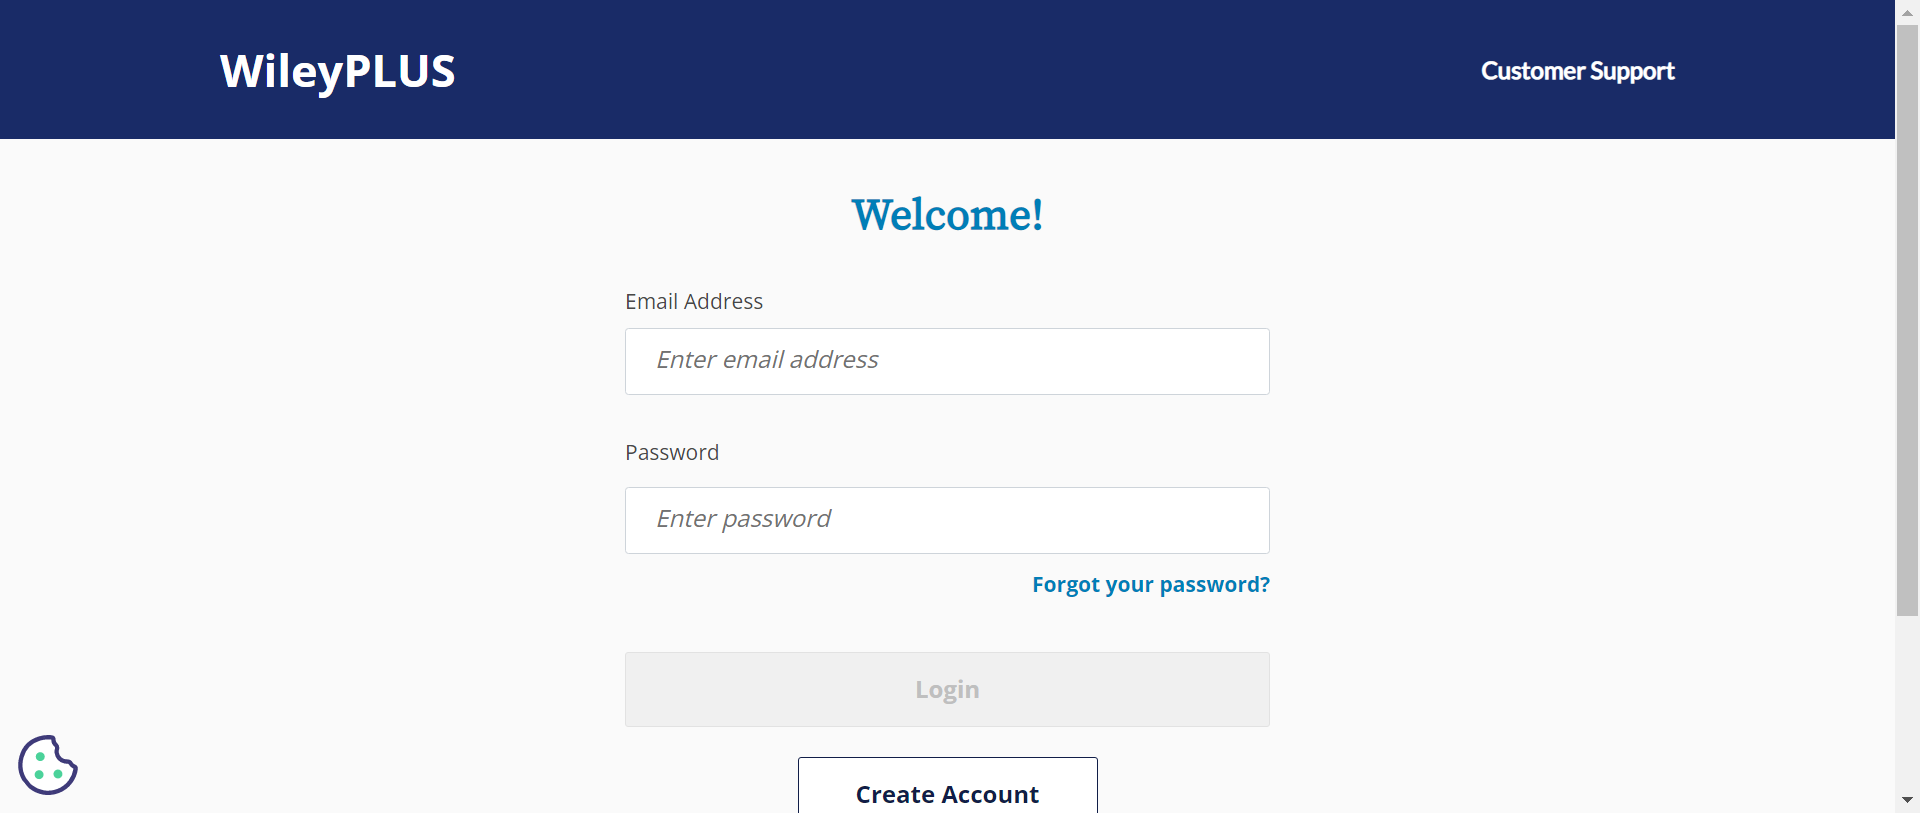 WileyPLUS
Customer Support
Welcome!
Email Address
Enter email address
Password
Enter password
Forgot your password?
Login
Create Account